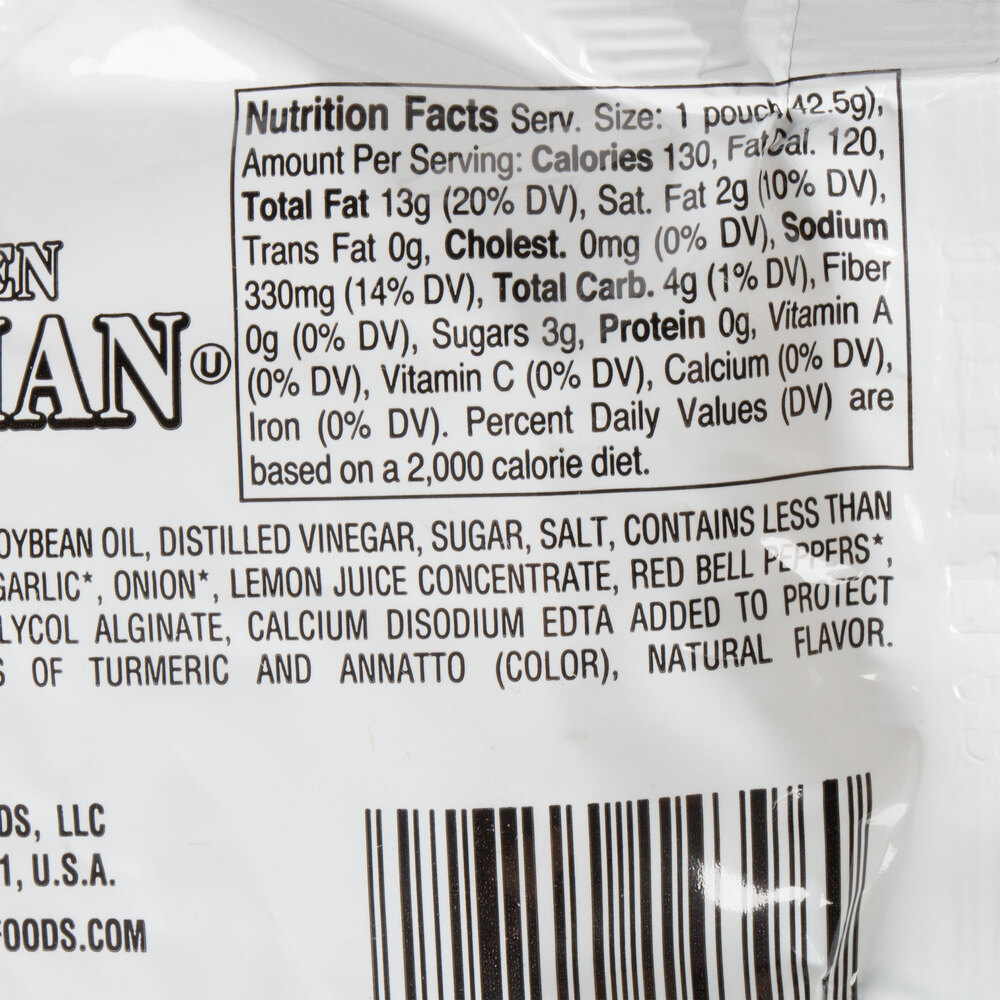 Nutrition Facts Serv. Size: 1 pouch (42.5g),
Amount Per Serving: Calories 130, Fat Cal. 120,
Total Fat 13g (20% DV), Sat. Fat 2g (10% DV),
Trans Fat 0g, Cholest. 0mg (0% DV), Sodium
330mg (14% DV), Total Carb. 4g (1% DV), Fiber
0g (0% DV), Sugars 3g, Protein 0g, Vitamin A
(0% DV), Vitamin C (0% DV), Calcium (0% DV),
Iron (0% DV). Percent Daily Values (DV) are
based on a 2,000 calorie diet.
EN
IAN Ⓤ
OYBEAN OIL, DISTILLED VINEGAR, SUGAR, SALT, CONTAINS LESS THAN
GARLIC*, ONION*, LEMON JUICE CONCENTRATE, RED BELL PEPPERS*,
LYCOL ALGINATE, CALCIUM DISODIUM EDTA ADDED TO PROTECT
S OF TURMERIC AND ANNATTO (COLOR), NATURAL FLAVOR.
DS, LLC
1, U.S.A.
FOODS.COM